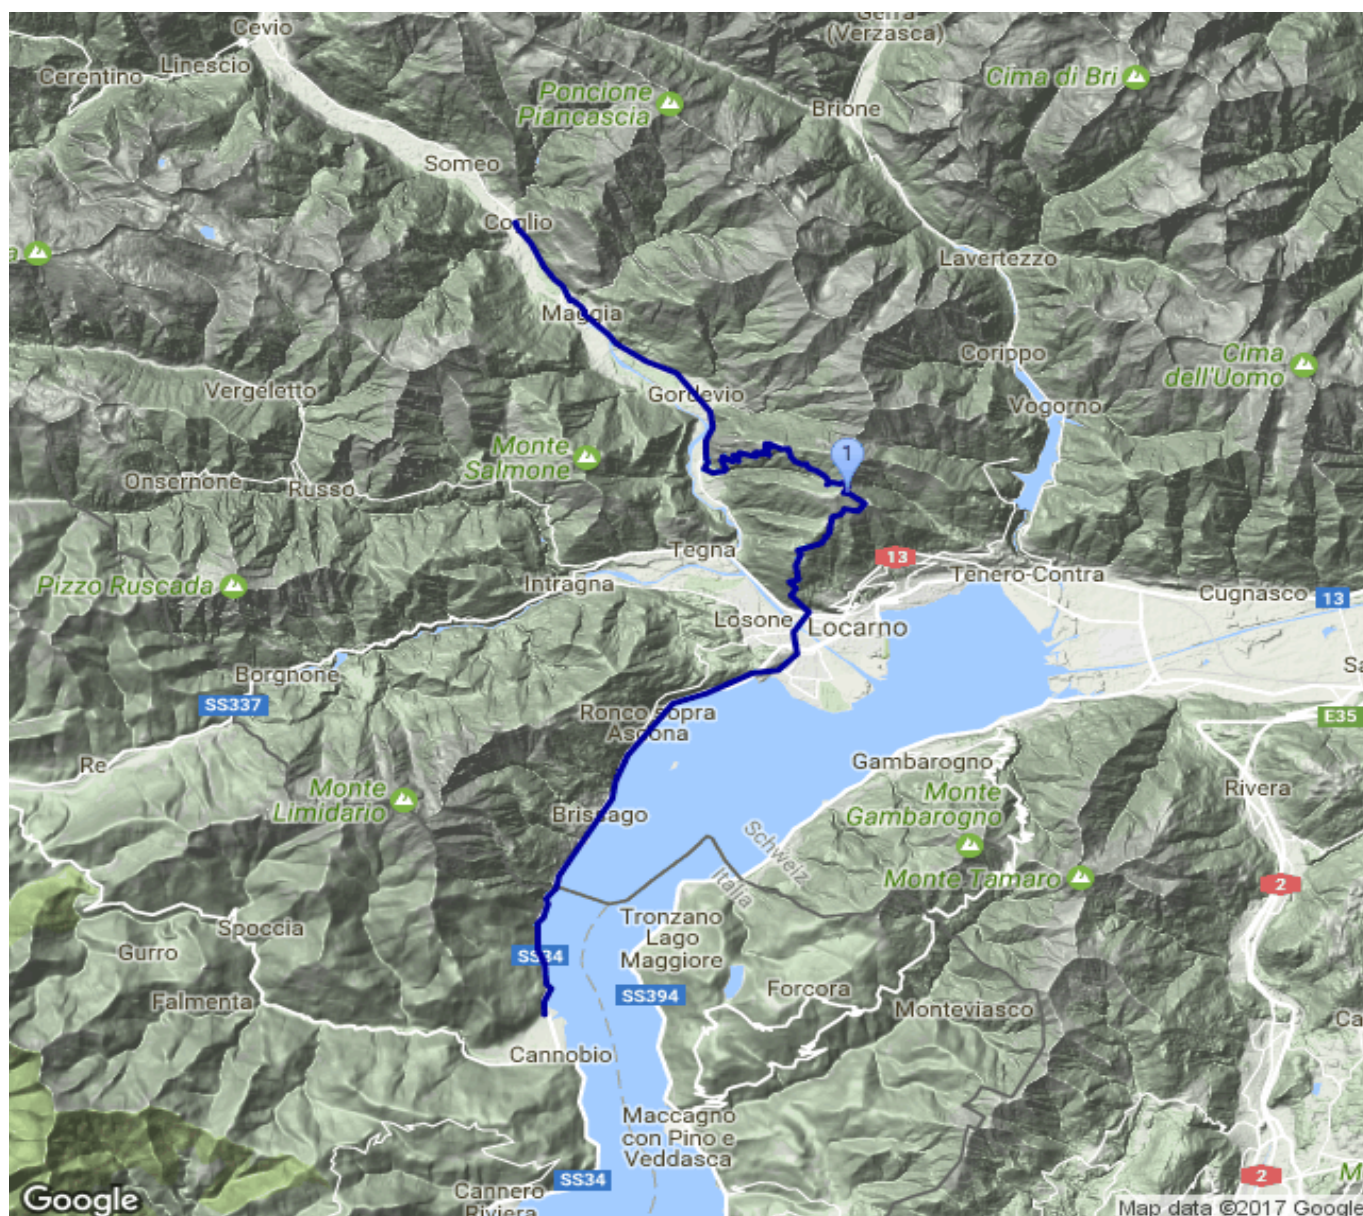 Cevio
Gerra
(Verzasca)
Linescio
Cerentino
Cima di Bri
Poncione
Piancascia
Brione
Someo
Coglio
Lavertezzo
Maggia
Corippo
Cima
dell'Uomo
Vergeletto
Gordevio
Vogorno
Monte
Salmone
1
Onsernone
Russo
Tegna
13
Pizzo Ruscada
Intragna
Tenero-Contra
Cugnasco
13
Losone
Locarno
Borgnone
SS337
Ronco sopra
Ascona
E35
Re
Gambarogno
Monte
Limidario
Monte
Gambarogno
Rivera
Brissago
Schweiz
Italia
Monte Tamaro
2
Tronzano
Lago
Maggiore
Spoccia
Gurro
SS34
SS394
Forcora
Falmenta
Monteviasco
Cannobio
Maccagno
con Pino e
Veddasca
SS34
2
Cannero
Riviera
Google
Map data ©2017 Google